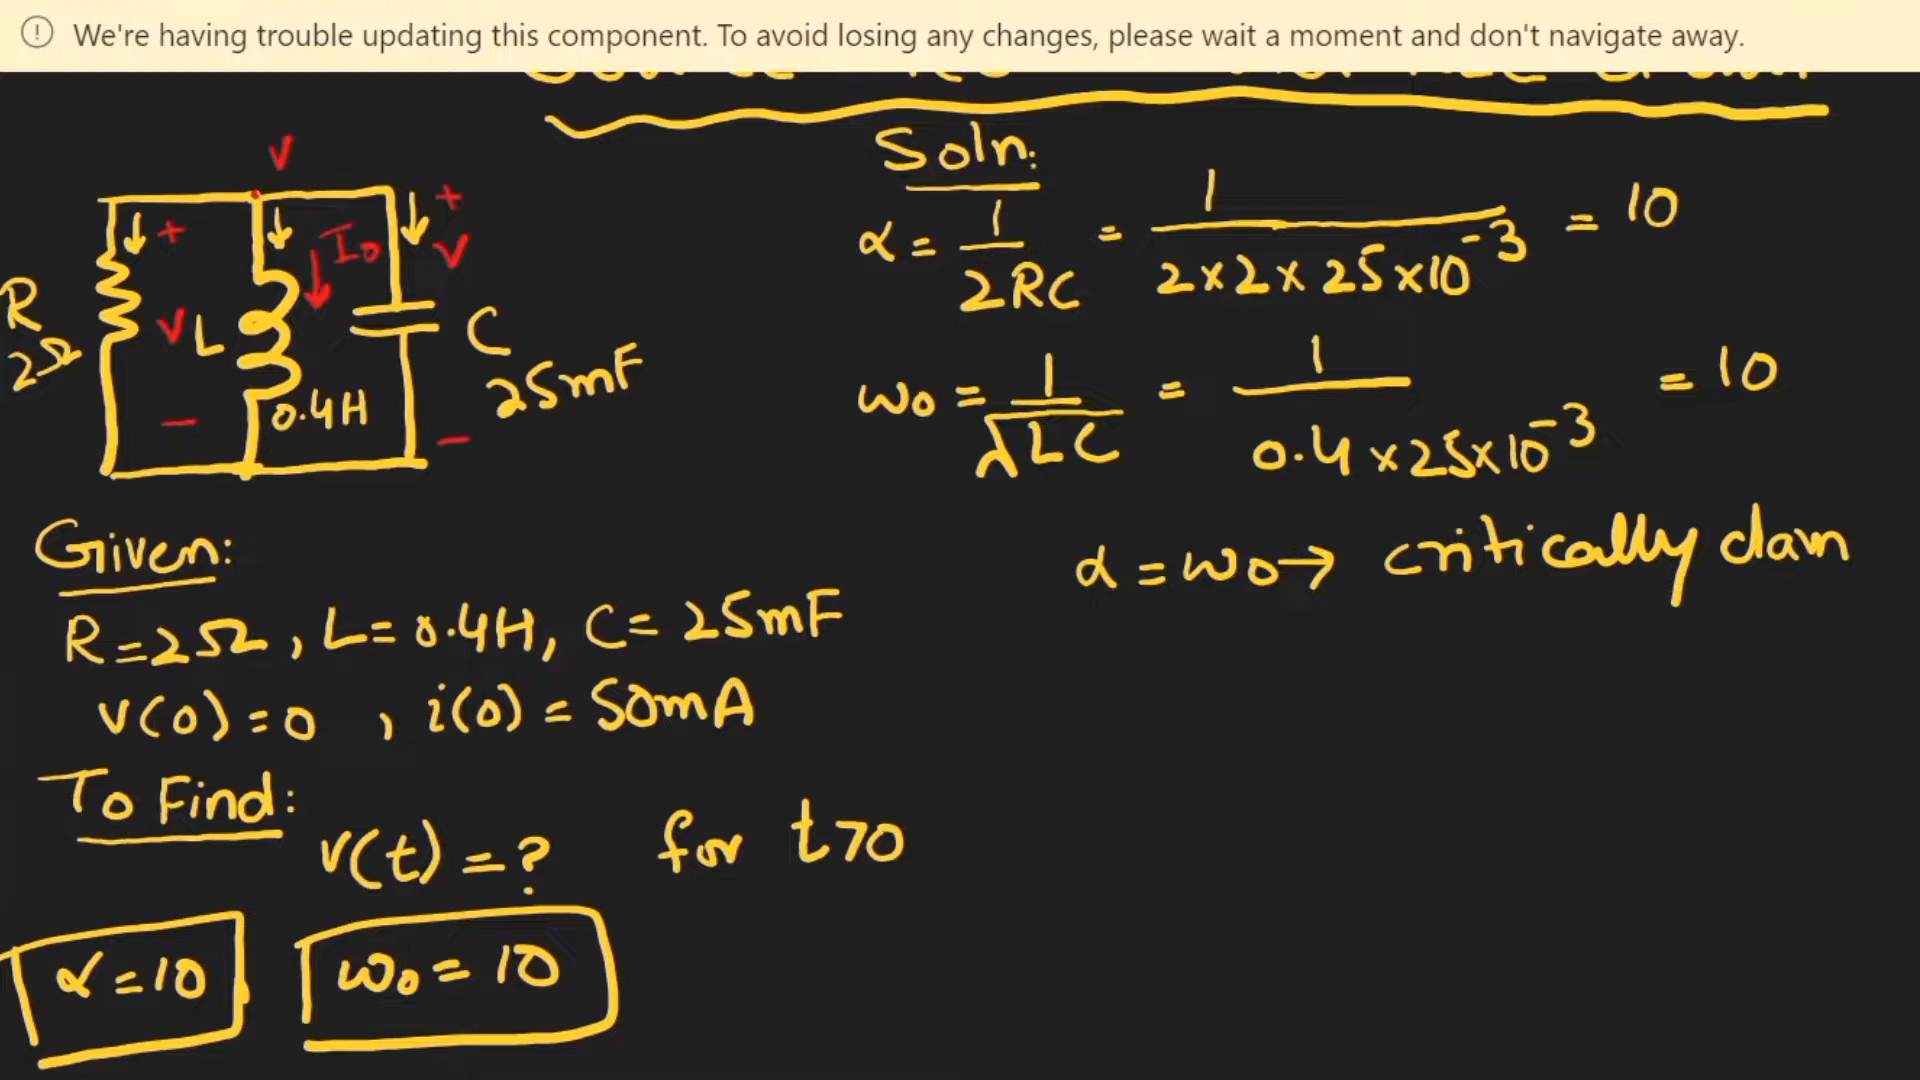 We're having trouble updating this component. To avoid losing any changes, please wait a moment and don't navigate away.
V
+
+
I0
V
R
2Ω
V
L
C
25mF
0.4H
-
-
Given:
R=2Ω, L=0.4H, C=25mF
v(0)=0, i(0)=50mA
To Find:
v(t)=? for t>0
α=10
ω0=10
Soln:
α = 1/2RC = 1/2×2×25×10^-3 = 10
ω0 = 1/√LC = 1/0.4×25×10^-3 = 10
α=ω0→ critically dam